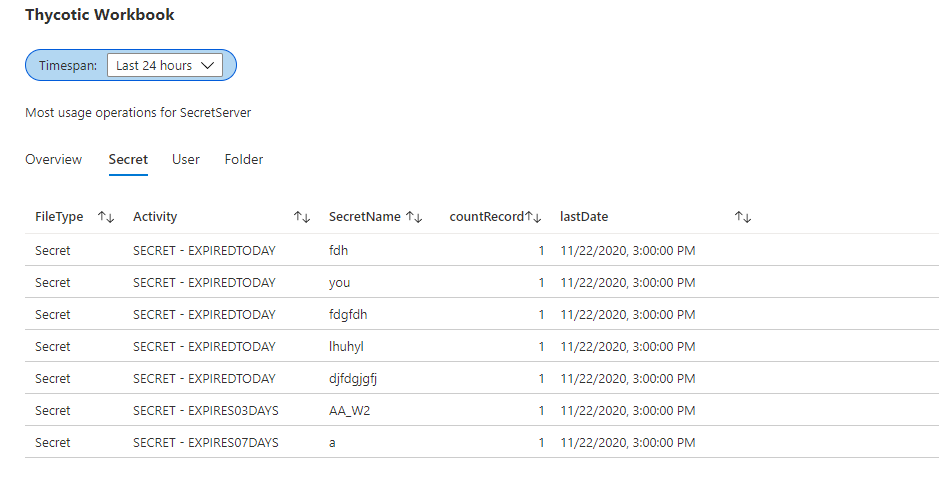 Thycotic Workbook
Timespan: Last 24 hours
Most usage operations for SecretServer
Overview Secret User Folder
FileType Activity SecretName countRecord lastDate
Secret SECRET - EXPIREDTODAY fdh 1 11/22/2020, 3:00:00 PM
Secret SECRET - EXPIREDTODAY you 1 11/22/2020, 3:00:00 PM
Secret SECRET - EXPIREDTODAY fdgfdh 1 11/22/2020, 3:00:00 PM
Secret SECRET - EXPIREDTODAY lhuhyl 1 11/22/2020, 3:00:00 PM
Secret SECRET - EXPIREDTODAY djfdgjgfj 1 11/22/2020, 3:00:00 PM
Secret SECRET - EXPIRES03DAYS AA_W2 1 11/22/2020, 3:00:00 PM
Secret SECRET - EXPIRES07DAYS a 1 11/22/2020, 3:00:00 PM